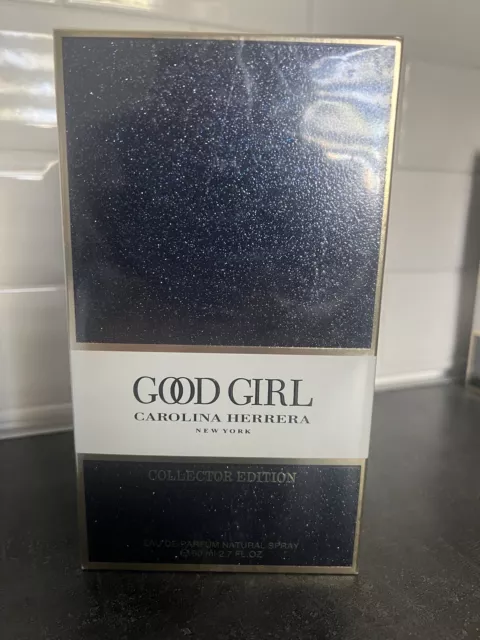 GOOD GIRL
CAROLINA HERRERA
NEW YORK
COLLECTOR EDITION
EAU DE PARFUM NATURAL SPRAY
80 ML 2.7 FL.OZ